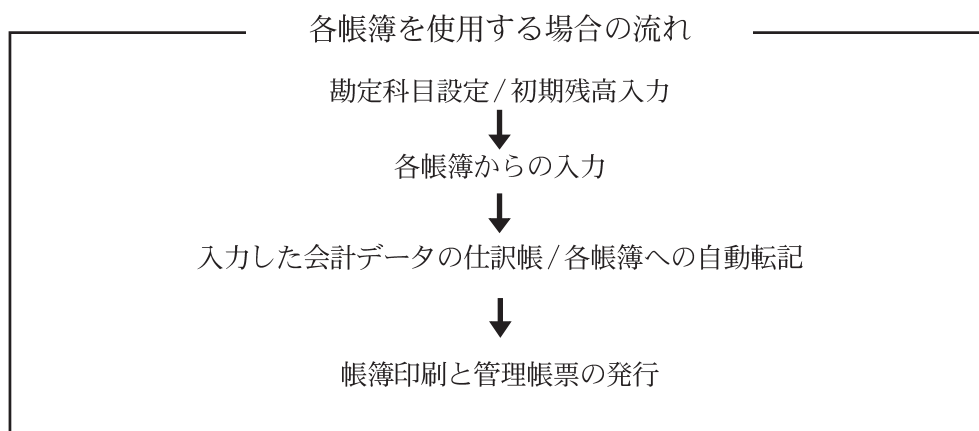 各帳簿を使用する場合の流れ
勘定科目設定/初期残高入力
各帳簿からの入力
入力した会計データの仕訳帳/各帳簿への自動転記
帳簿印刷と管理帳票の発行